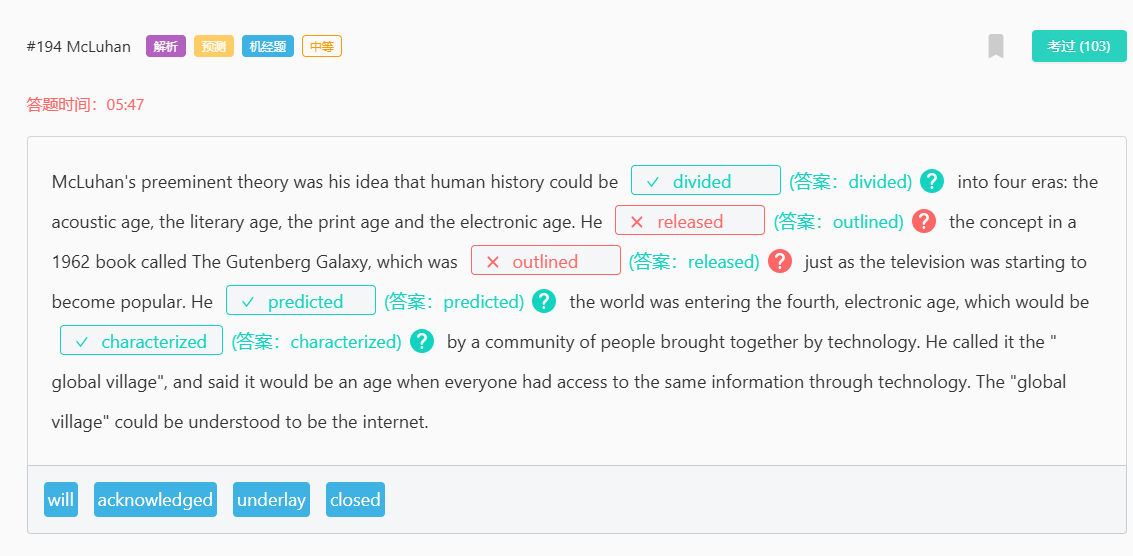 #194 McLuhan 解析 预测 机经题 中等 考过 (103)
答题时间：05:47
McLuhan's preeminent theory was his idea that human history could be ✓ divided (答案：divided) ? into four eras: the
acoustic age, the literary age, the print age and the electronic age. He ✕ released (答案：outlined) ? the concept in a
1962 book called The Gutenberg Galaxy, which was ✕ outlined (答案：released) ? just as the television was starting to
become popular. He ✓ predicted (答案：predicted) ? the world was entering the fourth, electronic age, which would be
✓ characterized (答案：characterized) ? by a community of people brought together by technology. He called it the "
global village", and said it would be an age when everyone had access to the same information through technology. The "global
village" could be understood to be the internet.
will acknowledged underlay closed